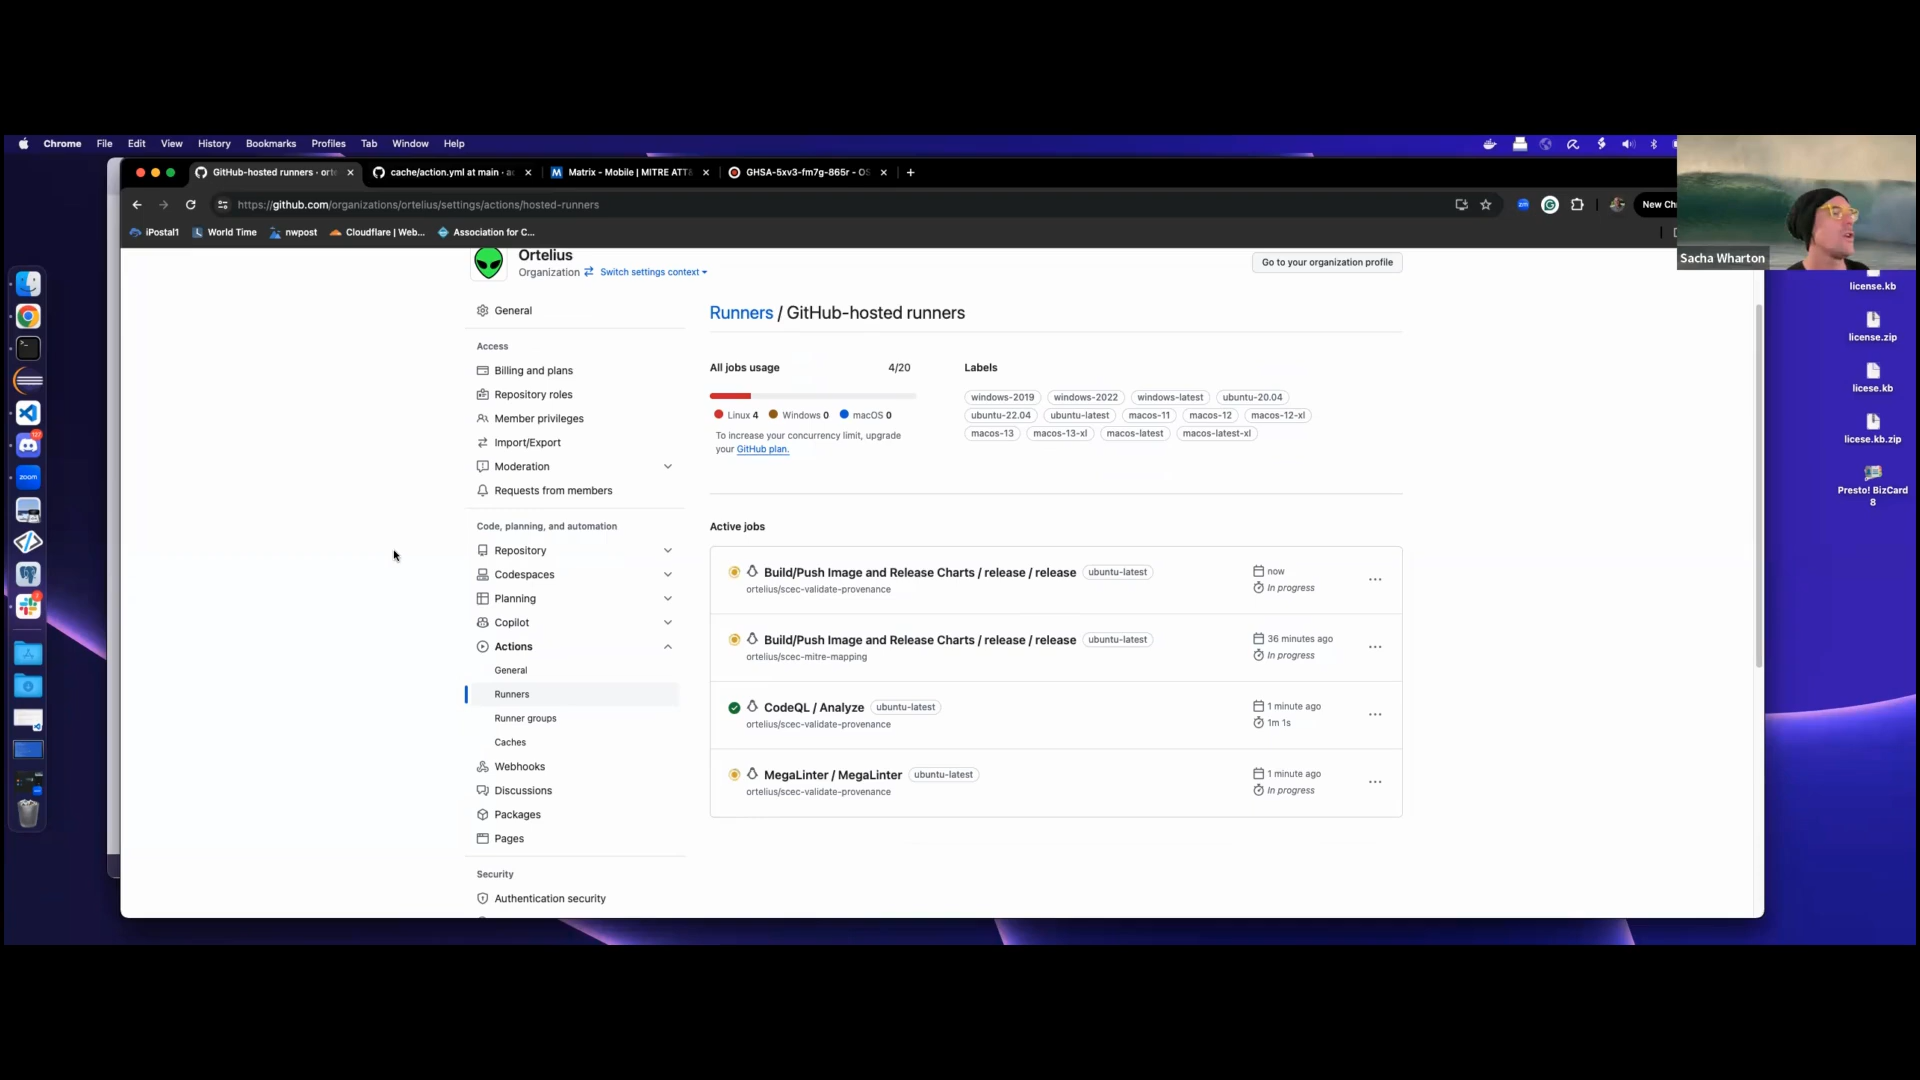 Chrome File Edit View History Bookmarks Profiles Tab Window Help
GitHub-hosted runners · orte
cache/action.yml at main · ac
Matrix - Mobile | MITRE ATT&
GHSA-5xv3-fm7g-865r - OS
https://github.com/organizations/ortelius/settings/actions/hosted-runners
New Ch
iPostal1 World Time nwpost Cloudflare | Web... Association for C...
Sacha Wharton
Ortelius
Organization Switch settings context
Go to your organization profile
General
Access
Billing and plans
Repository roles
Member privileges
Import/Export
Moderation
Requests from members
Code, planning, and automation
Repository
Codespaces
Planning
Copilot
Actions
General
Runners
Runner groups
Caches
Webhooks
Discussions
Packages
Pages
Security
Authentication security
Runners / GitHub-hosted runners
All jobs usage 4/20
Linux 4 Windows 0 macOS 0
To increase your concurrency limit, upgrade
your GitHub plan.
Labels
windows-2019 windows-2022 windows-latest ubuntu-20.04
ubuntu-22.04 ubuntu-latest macos-11 macos-12 macos-12-xl
macos-13 macos-13-xl macos-latest macos-latest-xl
Active jobs
Build/Push Image and Release Charts / release / release ubuntu-latest now
ortelius/scec-validate-provenance In progress
Build/Push Image and Release Charts / release / release ubuntu-latest 36 minutes ago
ortelius/scec-mitre-mapping In progress
CodeQL / Analyze ubuntu-latest 1 minute ago
ortelius/scec-validate-provenance 1m 1s
MegaLinter / MegaLinter ubuntu-latest 1 minute ago
ortelius/scec-validate-provenance In progress
zoom
license.kb
license.zip
licese.kb
licese.kb.zip
Presto! BizCard
8